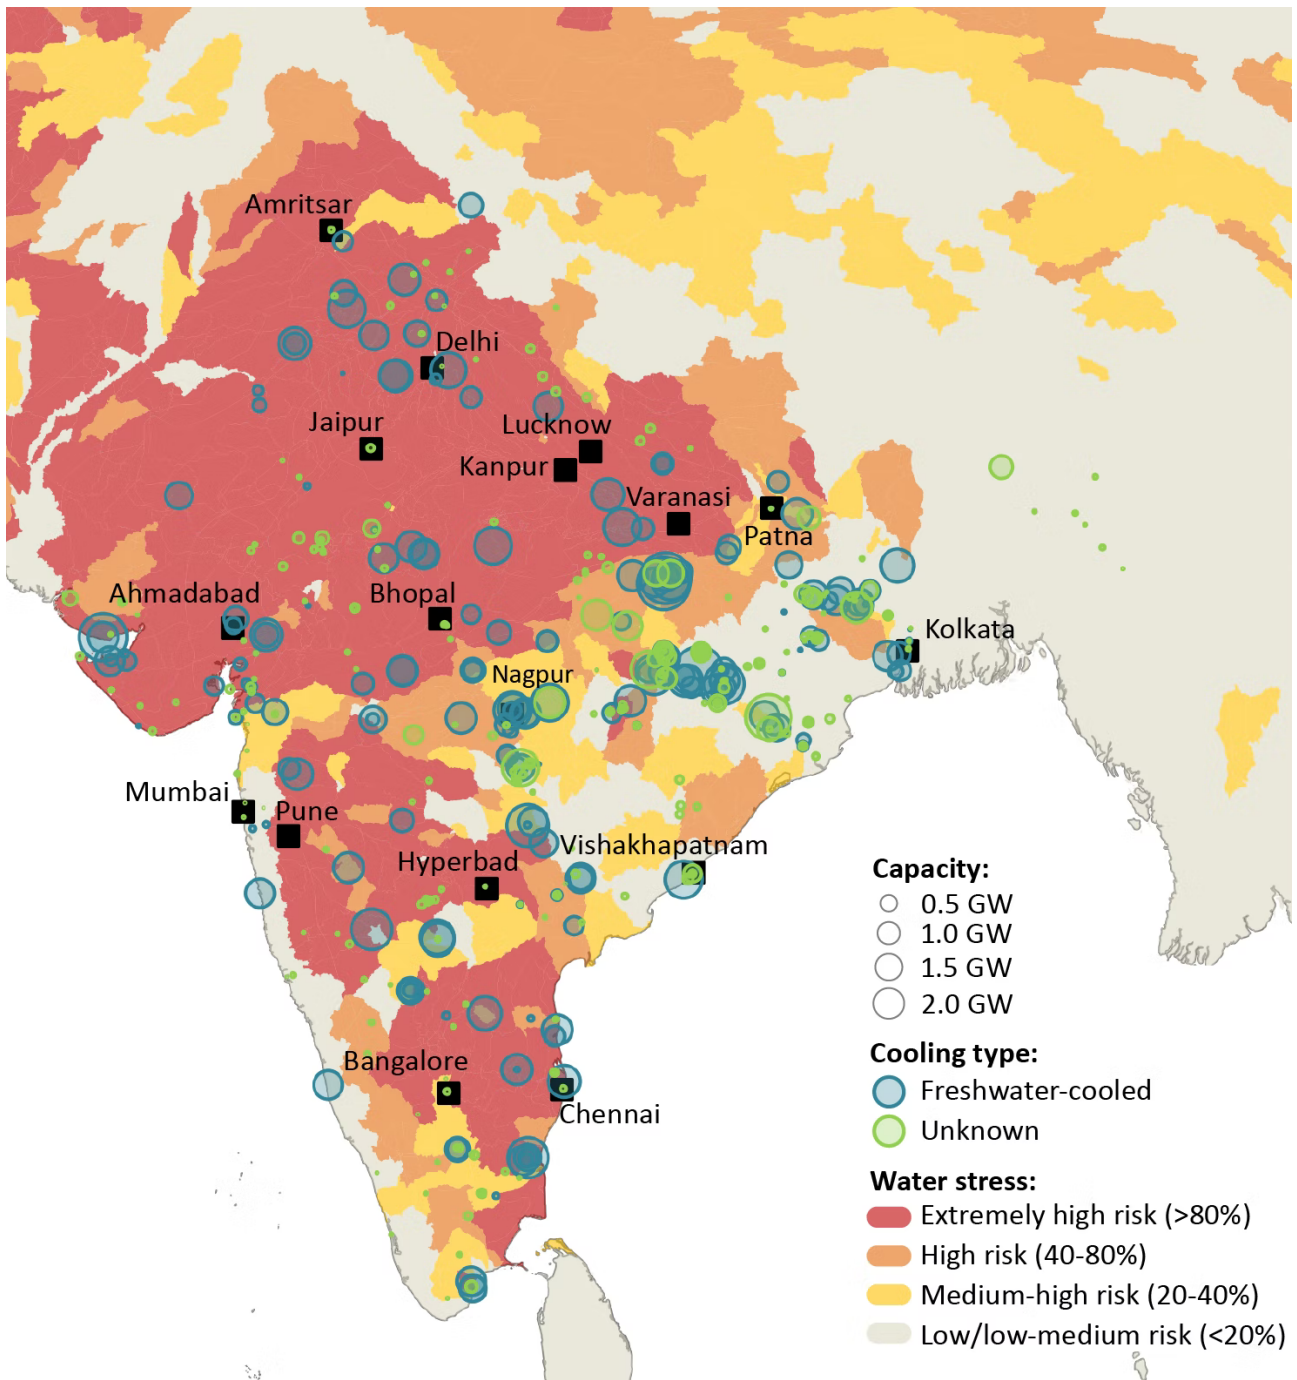 Amritsar
Delhi
Jaipur
Lucknow
Kanpur
Varanasi
Patna
Ahmadabad
Bhopal
Kolkata
Nagpur
Mumbai
Pune
Vishakhapatnam
Hyperbad
Bangalore
Chennai
Capacity:
0.5 GW
1.0 GW
1.5 GW
2.0 GW
Cooling type:
Freshwater-cooled
Unknown
Water stress:
Extremely high risk (>80%)
High risk (40-80%)
Medium-high risk (20-40%)
Low/low-medium risk (<20%)